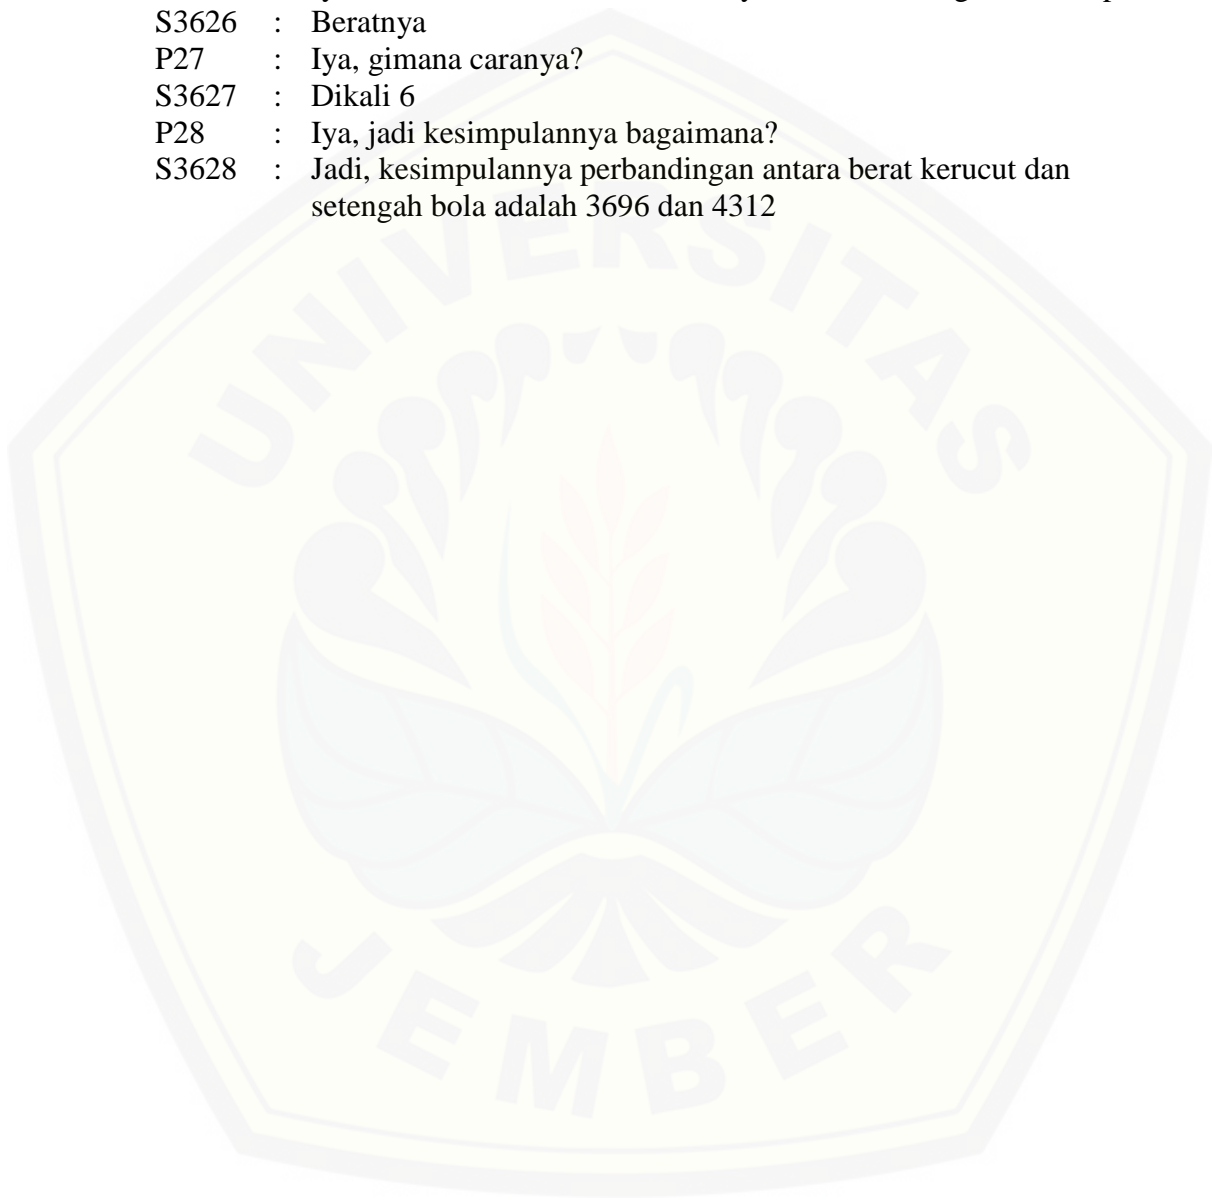 S3626 : Beratnya
P27 : Iya, gimana caranya?
S3627 : Dikali 6
P28 : Iya, jadi kesimpulannya bagaimana?
S3628 : Jadi, kesimpulannya perbandingan antara berat kerucut dan
setengah bola adalah 3696 dan 4312
UNIVERSITAS
JEMBER